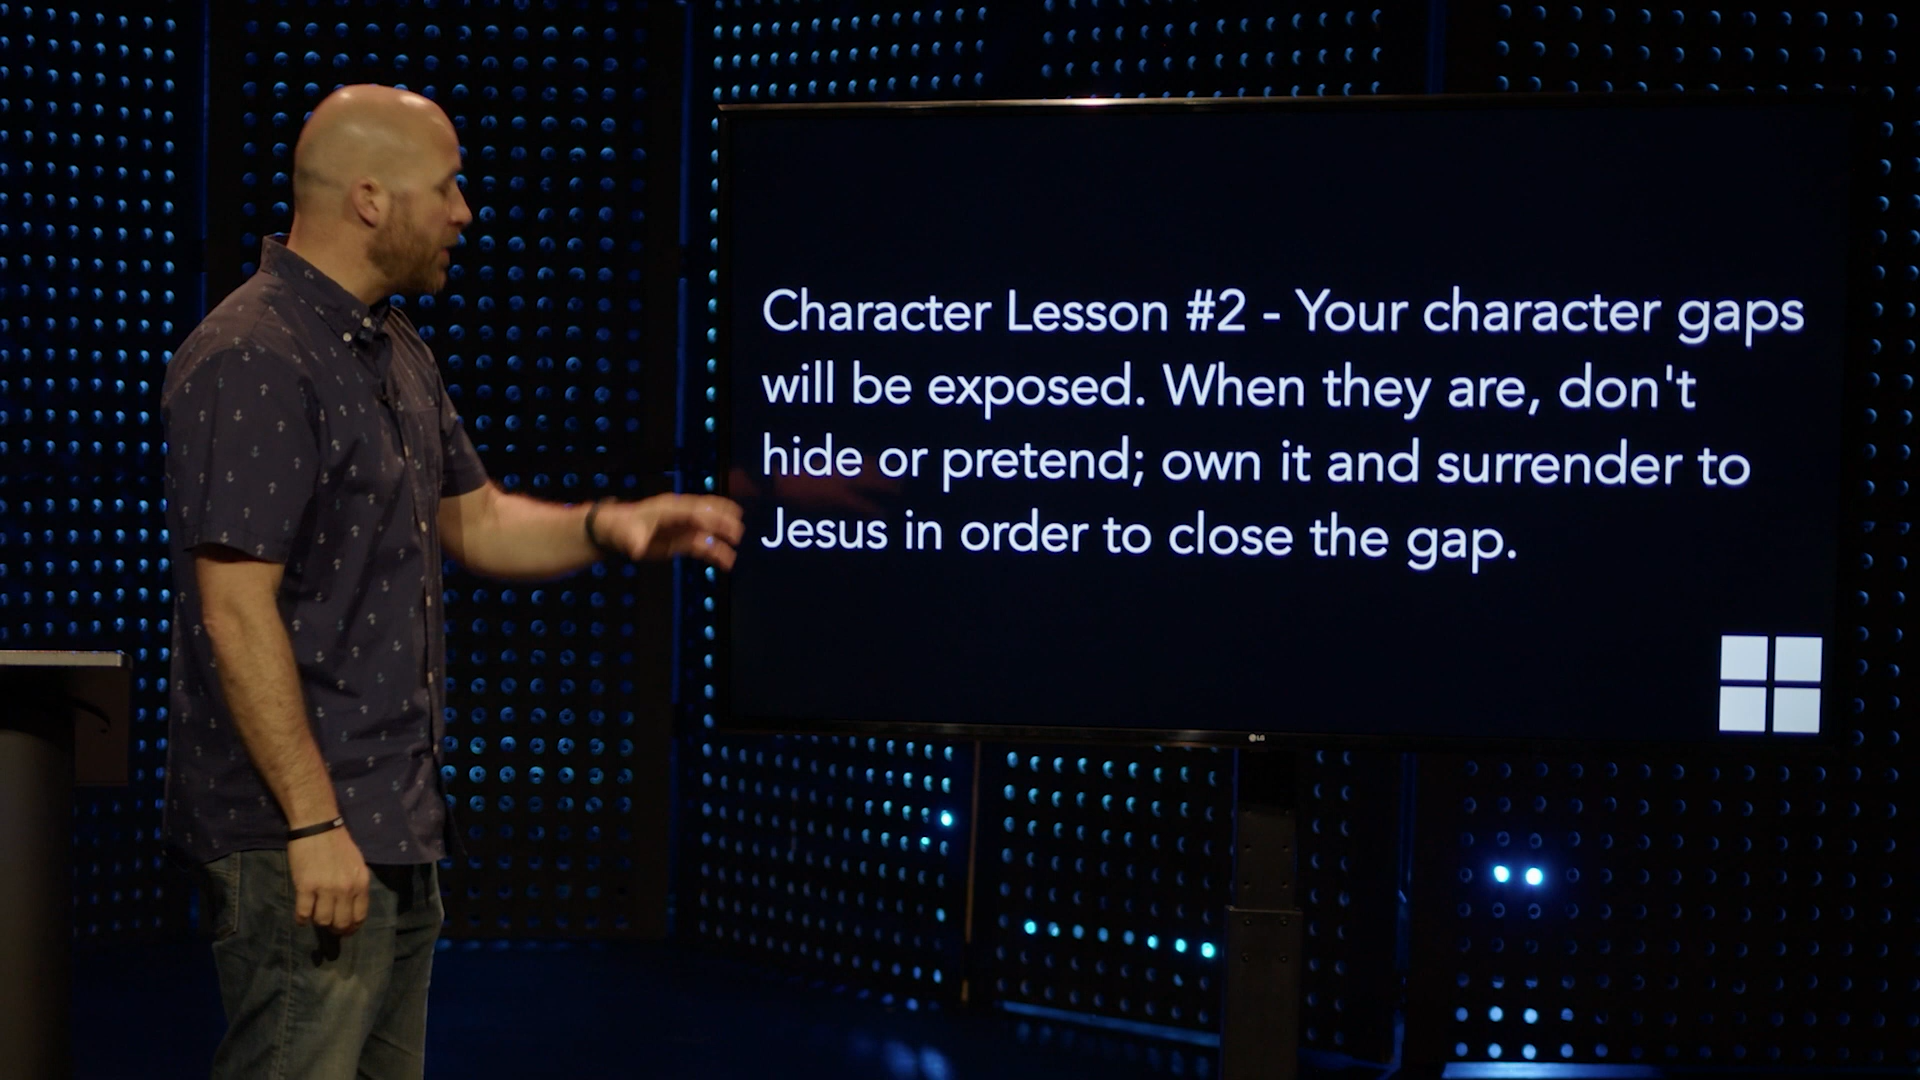 Character Lesson #2 - Your character gaps
will be exposed. When they are, don't
hide or pretend; own it and surrender to
Jesus in order to close the gap.
LG